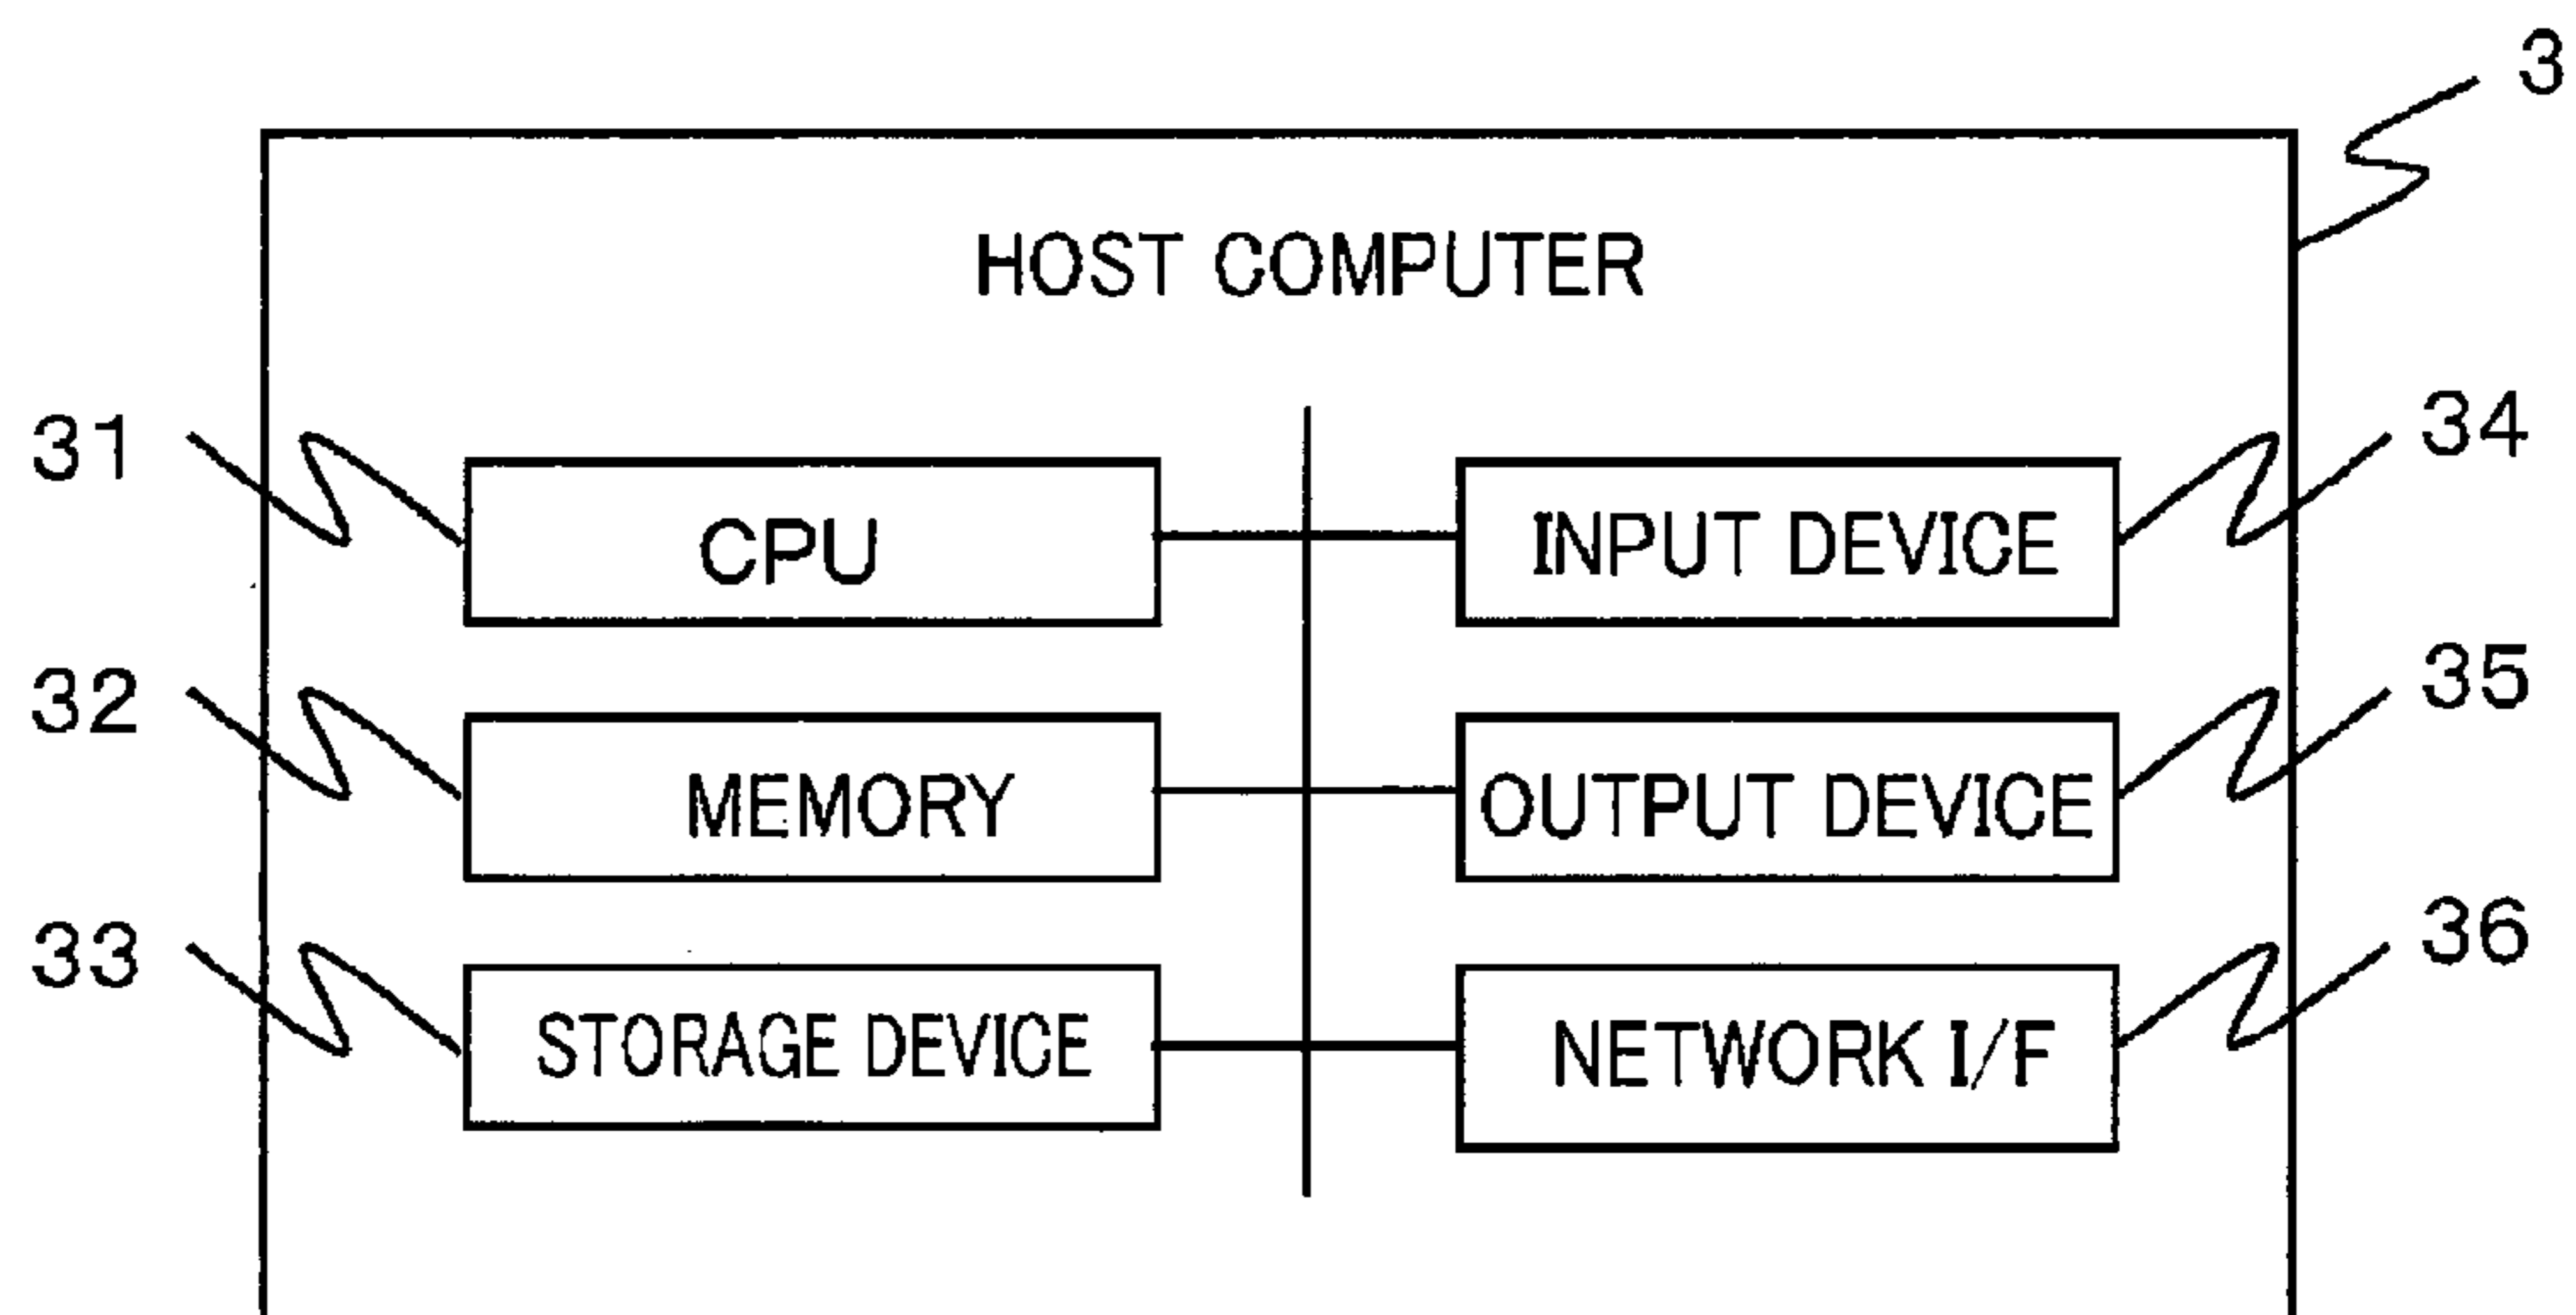 3
HOST COMPUTER
31 CPU INPUT DEVICE 34
32 MEMORY OUTPUT DEVICE 35
33 STORAGE DEVICE NETWORK I/F 36